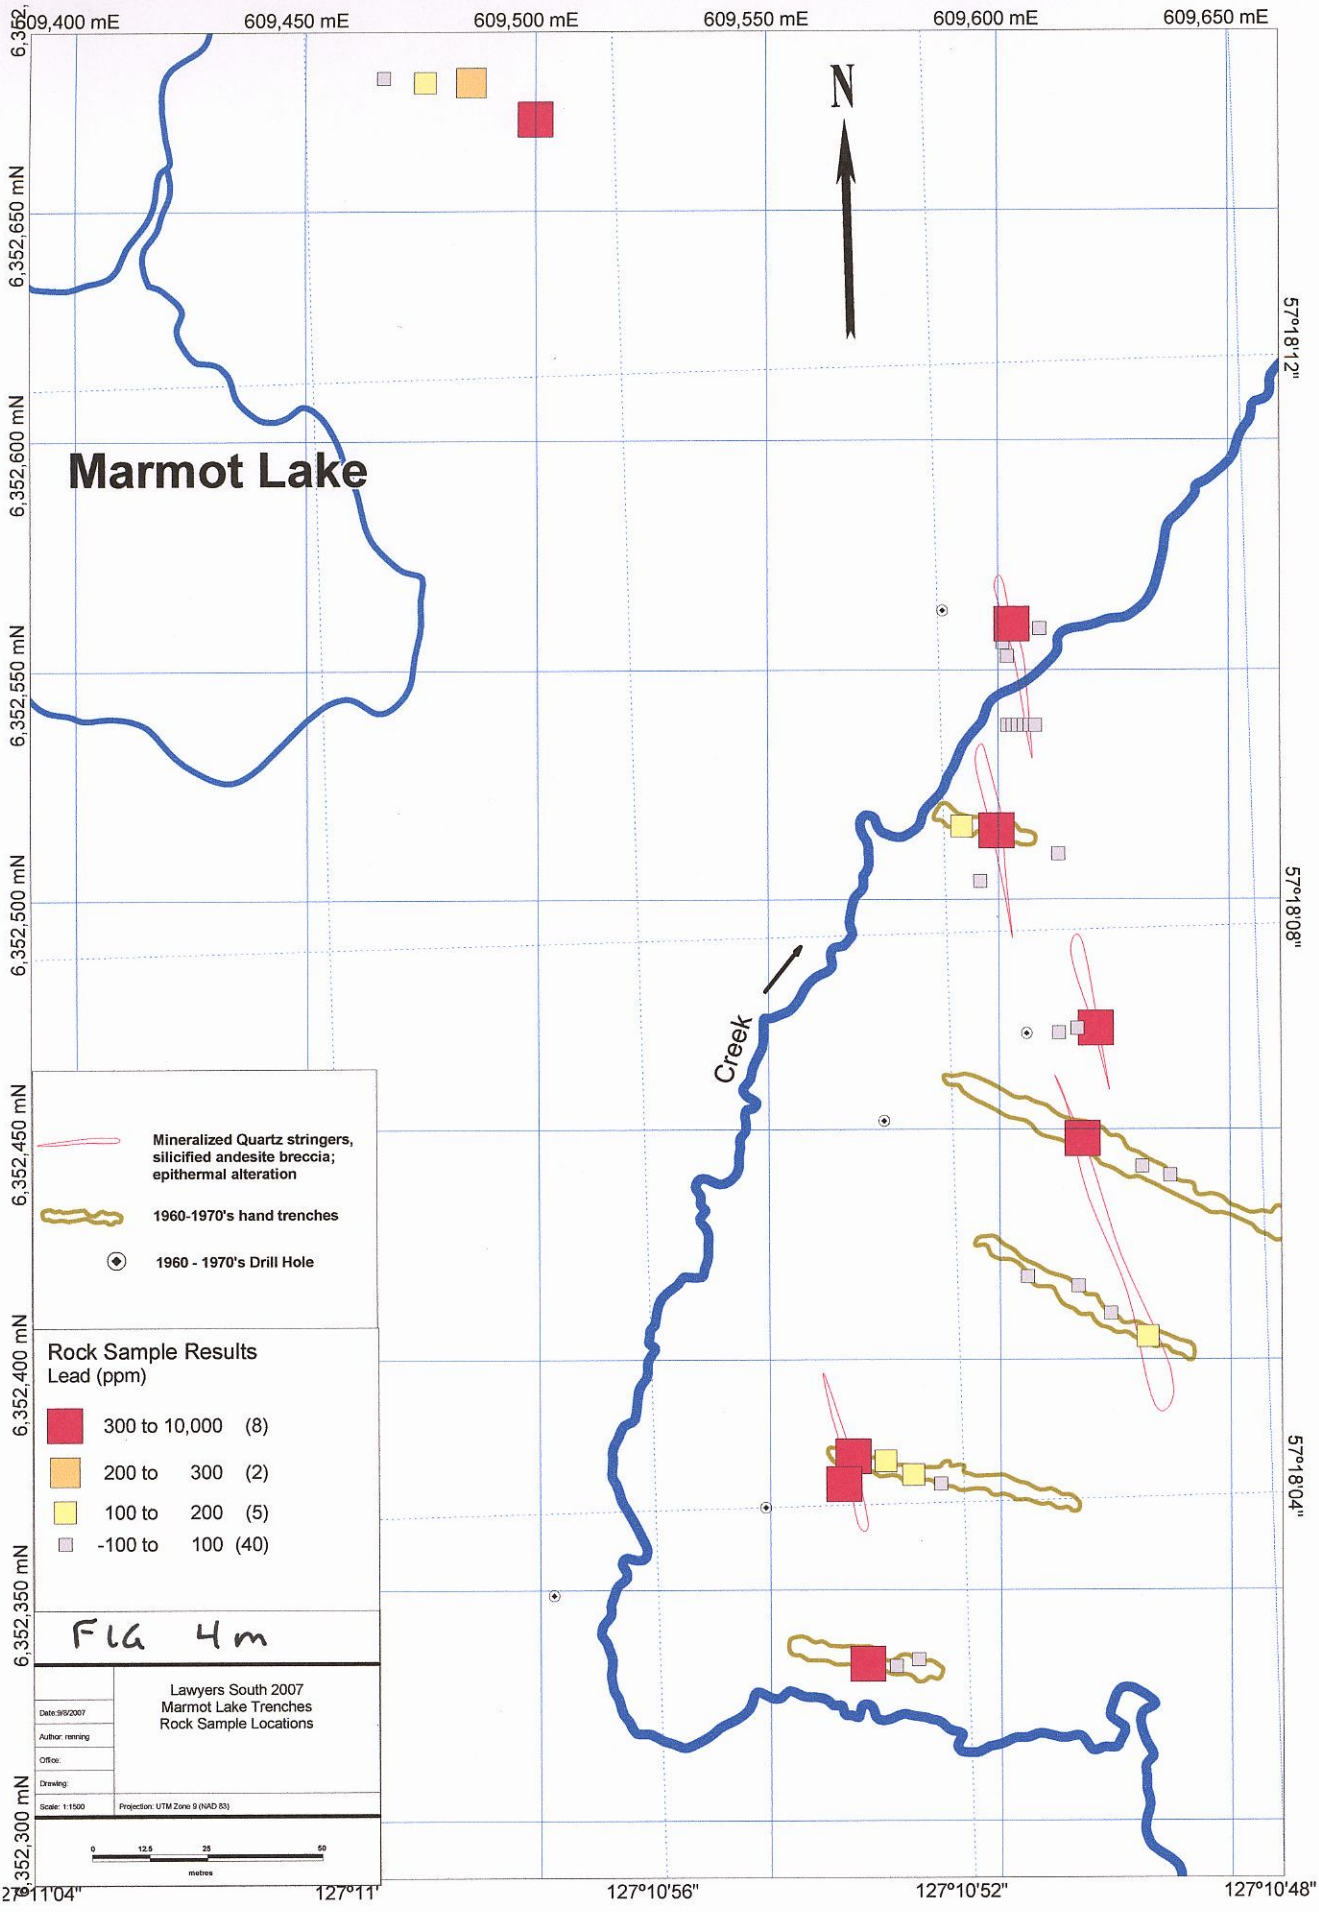 609,400 mE
609,450 mE
609,500 mE
609,550 mE
609,600 mE
609,650 mE
6,352,
6,352,650 mN
6,352,600 mN
6,352,550 mN
6,352,500 mN
6,352,450 mN
6,352,400 mN
6,352,350 mN
6,352,300 mN
N
57°18'12"
57°18'08"
57°18'04"
Marmot Lake
Creek
Mineralized Quartz stringers,
silicified andesite breccia;
epithermal alteration
1960-1970's hand trenches
1960 - 1970's Drill Hole
Rock Sample Results
Lead (ppm)
300 to 10,000 (8)
200 to 300 (2)
100 to 200 (5)
-100 to 100 (40)
FIG 4m
Lawyers South 2007
Marmot Lake Trenches
Rock Sample Locations
Date:9/8/2007
Author: renning
Office:
Drawing:
Scale: 1:1500
Projection: UTM Zone 9 (NAD 83)
0 12.5 25 50
metres
127°11'04"
127°11'
127°10'56"
127°10'52"
127°10'48"